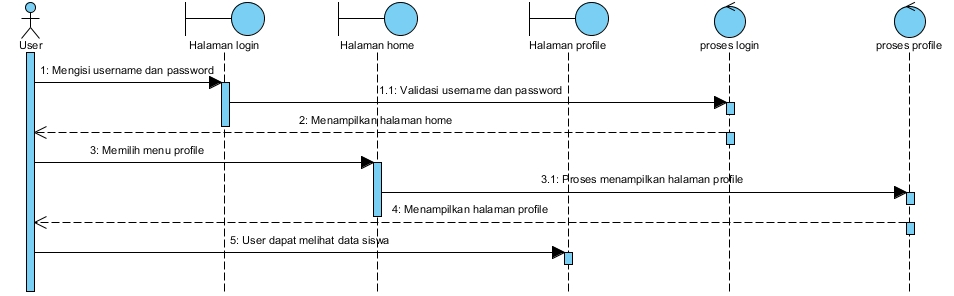 User
Halaman login
Halaman home
Halaman profile
proses login
proses profile
1: Mengisi username dan password
1.1: Validasi username dan password
2: Menampilkan halaman home
3: Memilih menu profile
3.1: Proses menampilkan halaman profile
4: Menampilkan halaman profile
5: User dapat melihat data siswa